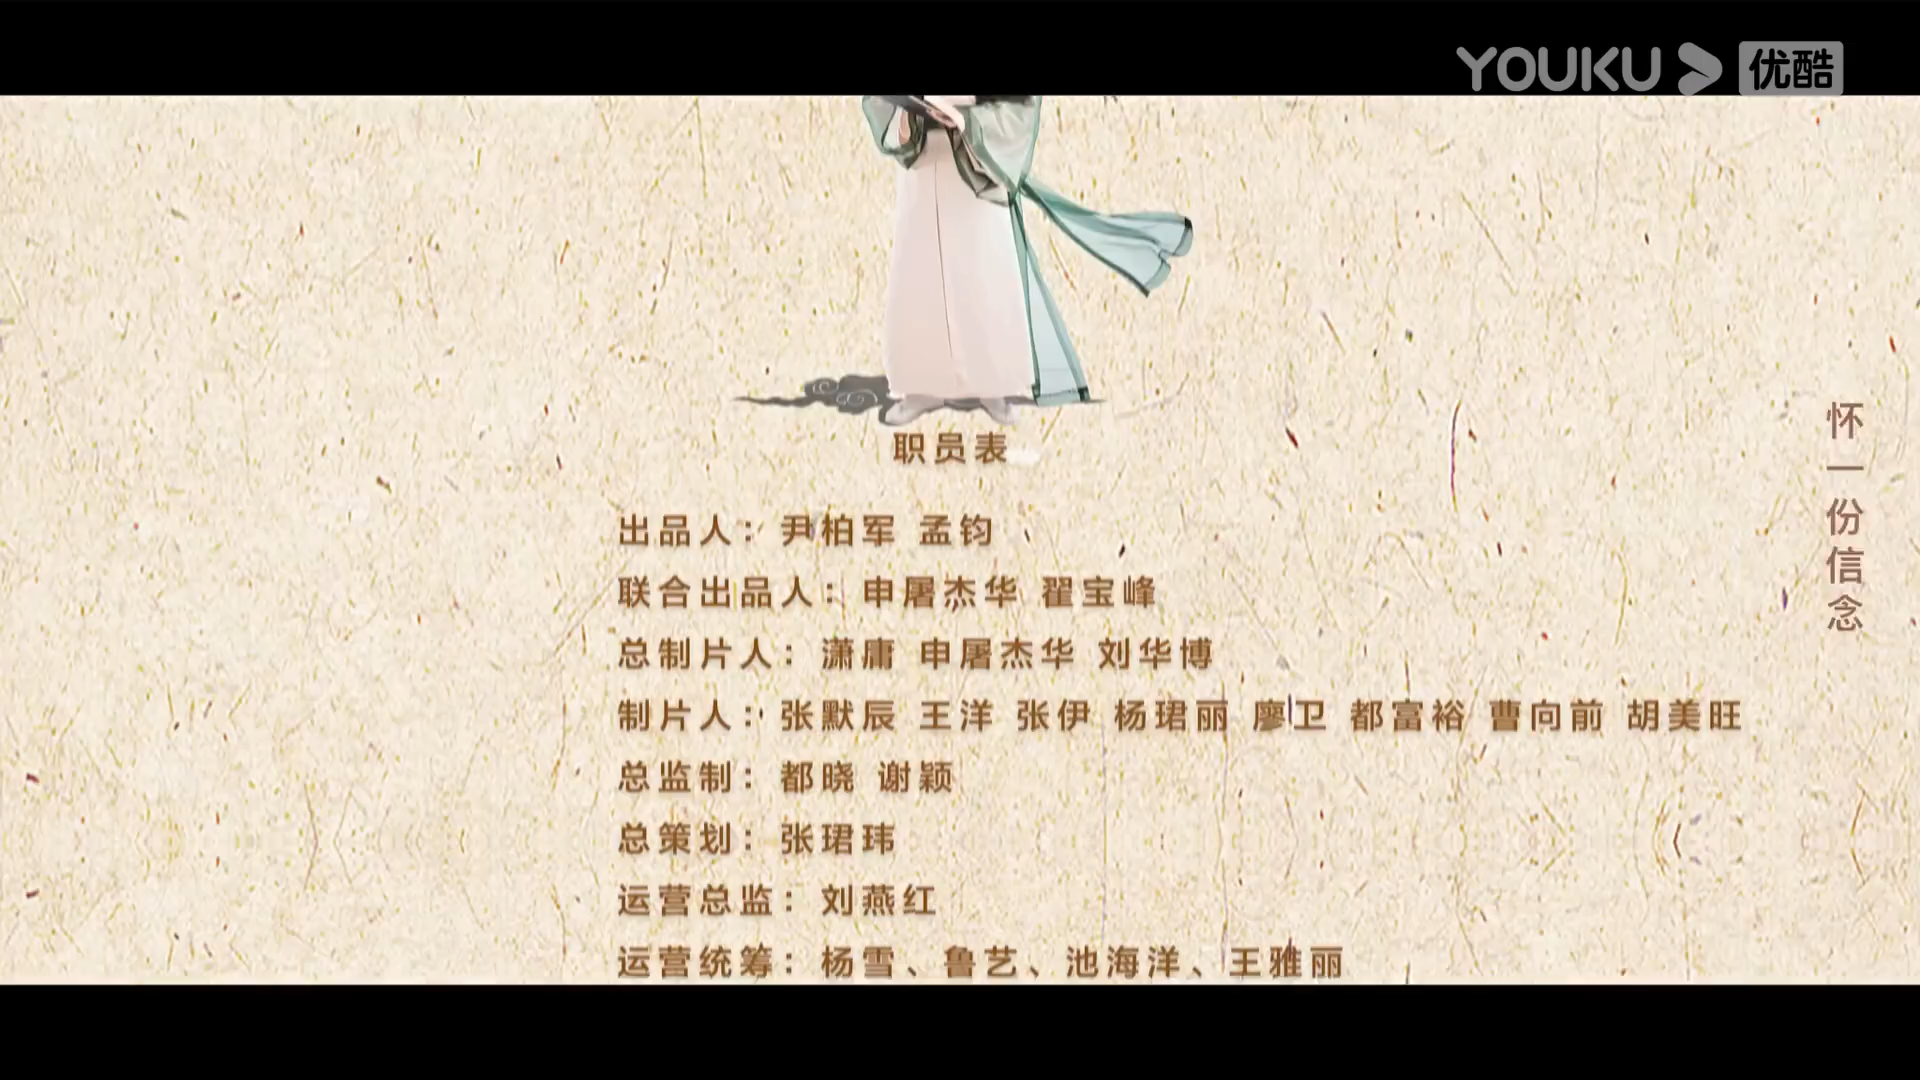 YOUKU 优酷
职员表
出品人：尹柏军 孟钧
联合出品人：申屠杰华 翟宝峰
总制片人：潇庸 申屠杰华 刘华博
制片人：张默辰 王洋 张伊 杨珺丽 廖卫 都富裕 曹向前 胡美旺
总监制：都晓 谢颖
总策划：张珺玮
运营总监：刘燕红
运营统筹：杨雪、鲁艺、池海洋、王雅丽
怀一份信念